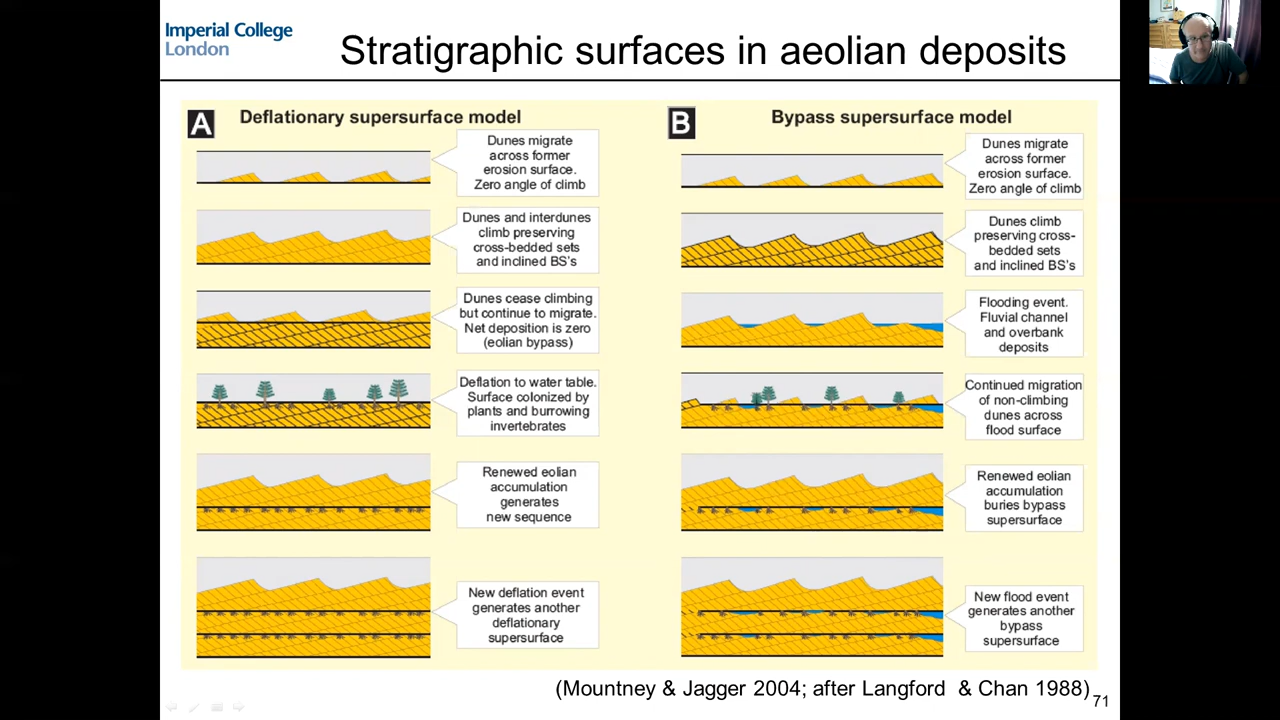 Imperial College
London
Stratigraphic surfaces in aeolian deposits
A
Deflationary supersurface model
Dunes migrate
across former
erosion surface.
Zero angle of climb
Dunes and interdunes
climb preserving
cross-bedded sets
and inclined BS's
Dunes cease climbing
but continue to migrate.
Net deposition is zero
(eolian bypass)
Deflation to water table.
Surface colonized by
plants and burrowing
invertebrates
Renewed eolian
accumulation
generates
new sequence
New deflation event
generates another
deflationary
supersurface
B
Bypass supersurface model
Dunes migrate
across former
erosion surface.
Zero angle of climb
Dunes climb
preserving cross-
bedded sets
and inclined BS's
Flooding event.
Fluvial channel
and overbank
deposits
Continued migration
of non-climbing
dunes across
flood surface
Renewed eolian
accumulation
buries bypass
supersurface
New flood event
generates another
bypass
supersurface
(Mountney & Jagger 2004; after Langford & Chan 1988)
71